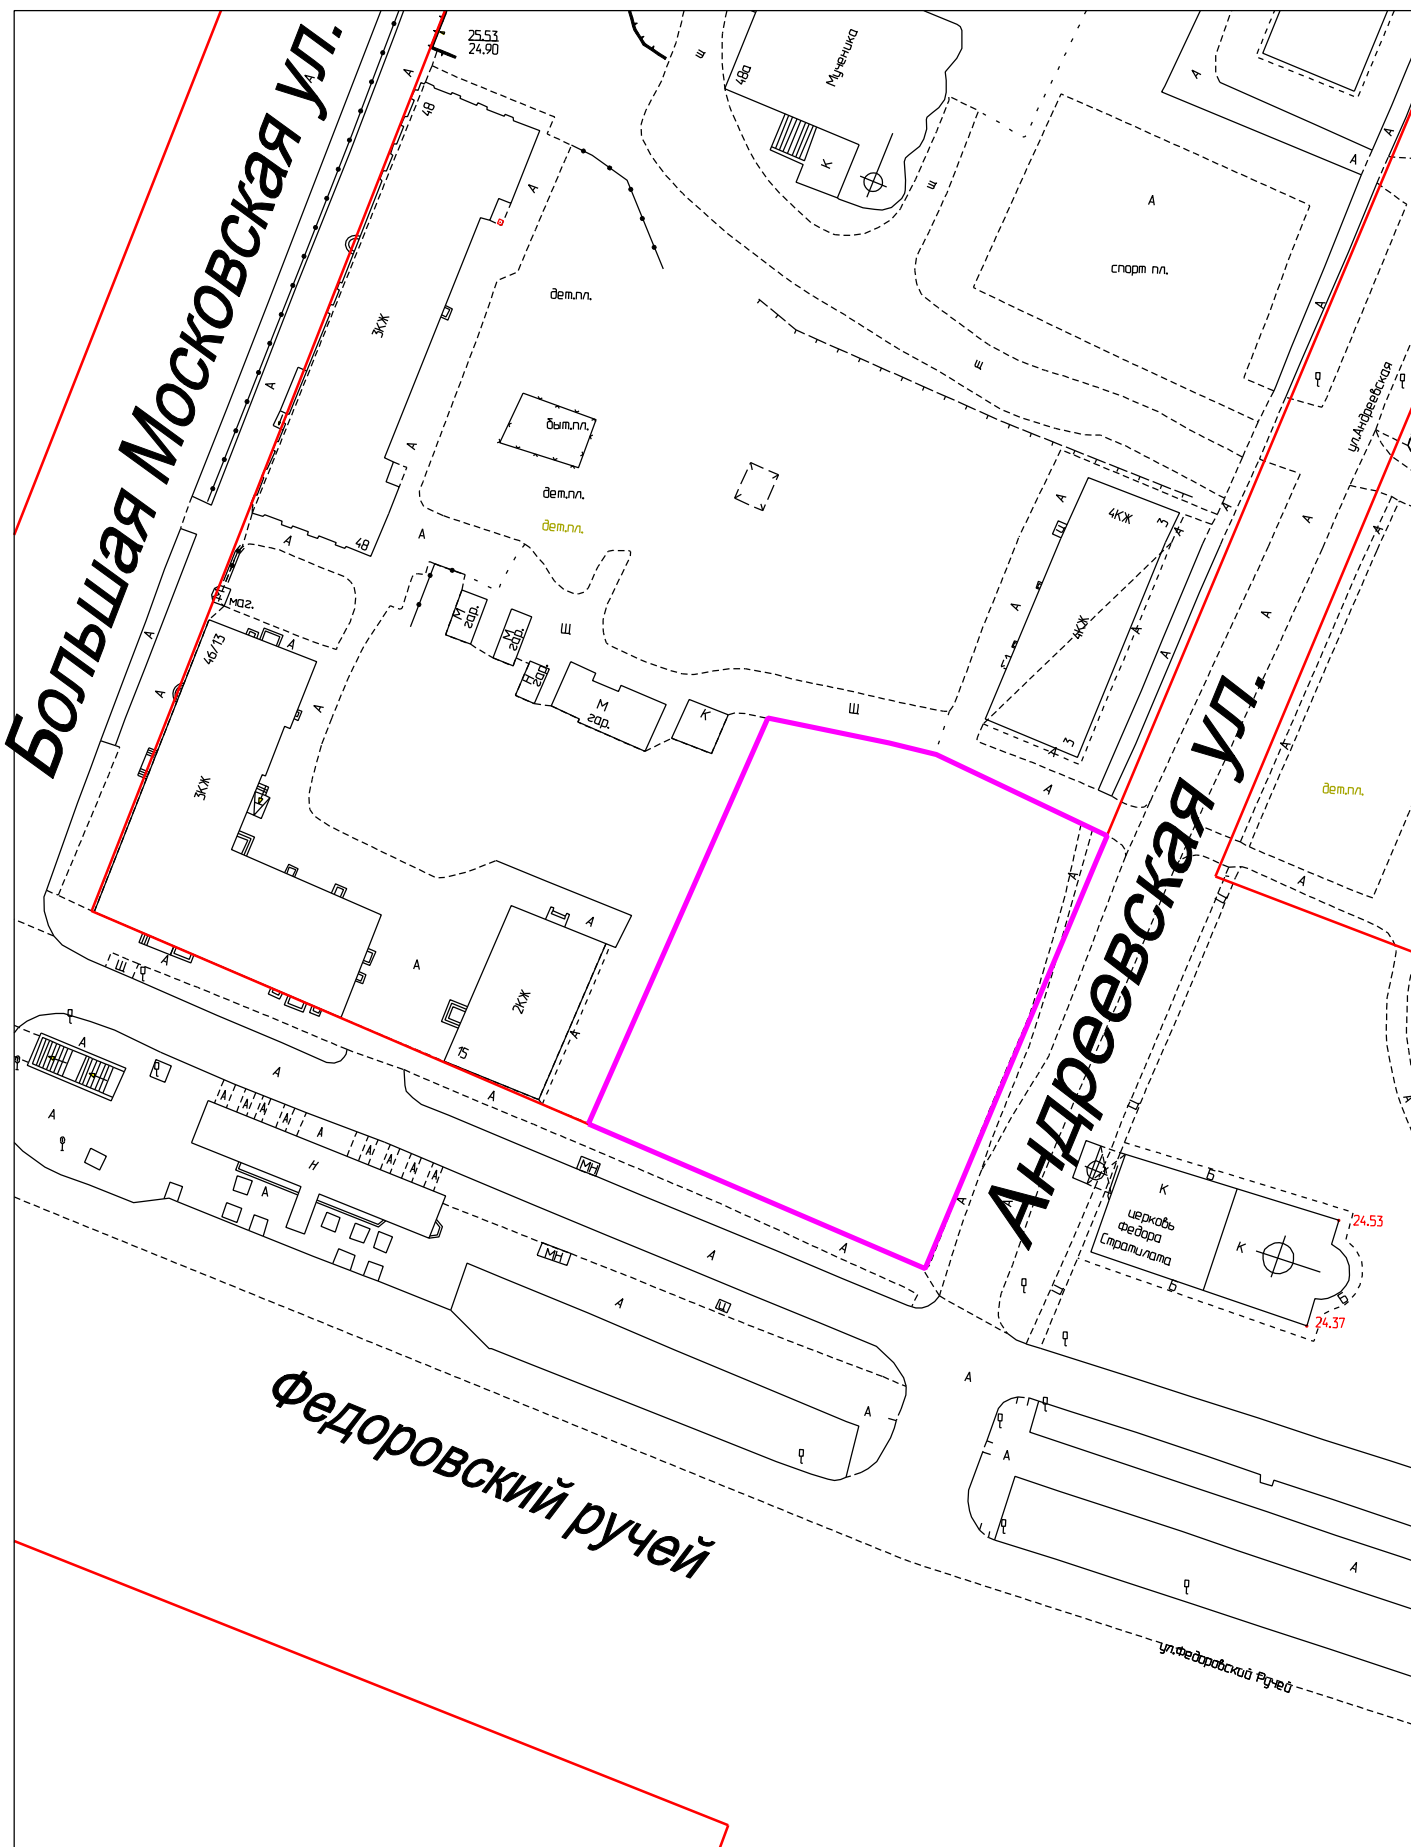 25.53
24.90
Большая Московская ул.
А
А
48
48а
Мученика
К
щ
щ
А
А
А
А
спорт пл.
А
3КЖ
дет.пл.
А
А
А
быт.пл.
дет.пл.
дет.пл.
ул.Андреевская
48
А
А
маг.
46/13
А
М
гар.
М
гар.
Н
гар.
М
гар.
К
Щ
Щ
4КЖ
3
4КЖ
3
А
А
А
3КЖ
А
дет.пл.
Андреевская ул.
А
А
2КЖ
15
А
А
Щ
А
А
А
Н
А
МН
МН
А
А
А
церковь
Федора
Стратилата
К
К
Б
Б
Б
24.53
24.37
А
А
А
А
Федоровский ручей
ул.Федоровский Ручей